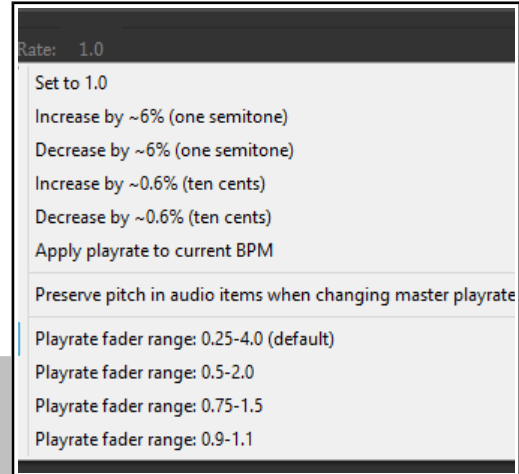 Rate: 1.0
Set to 1.0
Increase by ~6% (one semitone)
Decrease by ~6% (one semitone)
Increase by ~0.6% (ten cents)
Decrease by ~0.6% (ten cents)
Apply playrate to current BPM
Preserve pitch in audio items when changing master playrate
Playrate fader range: 0.25-4.0 (default)
Playrate fader range: 0.5-2.0
Playrate fader range: 0.75-1.5
Playrate fader range: 0.9-1.1